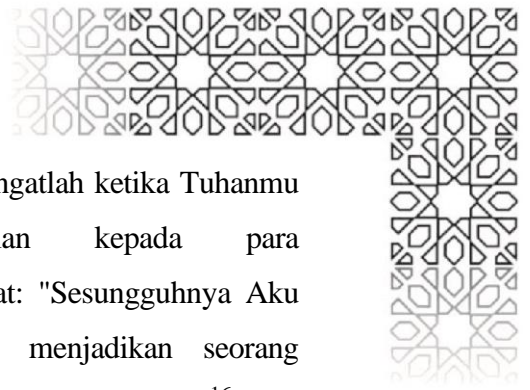 ngatlah ketika Tuhanmu
an kepada para
at: "Sesungguhnya Aku
menjadikan seorang
16